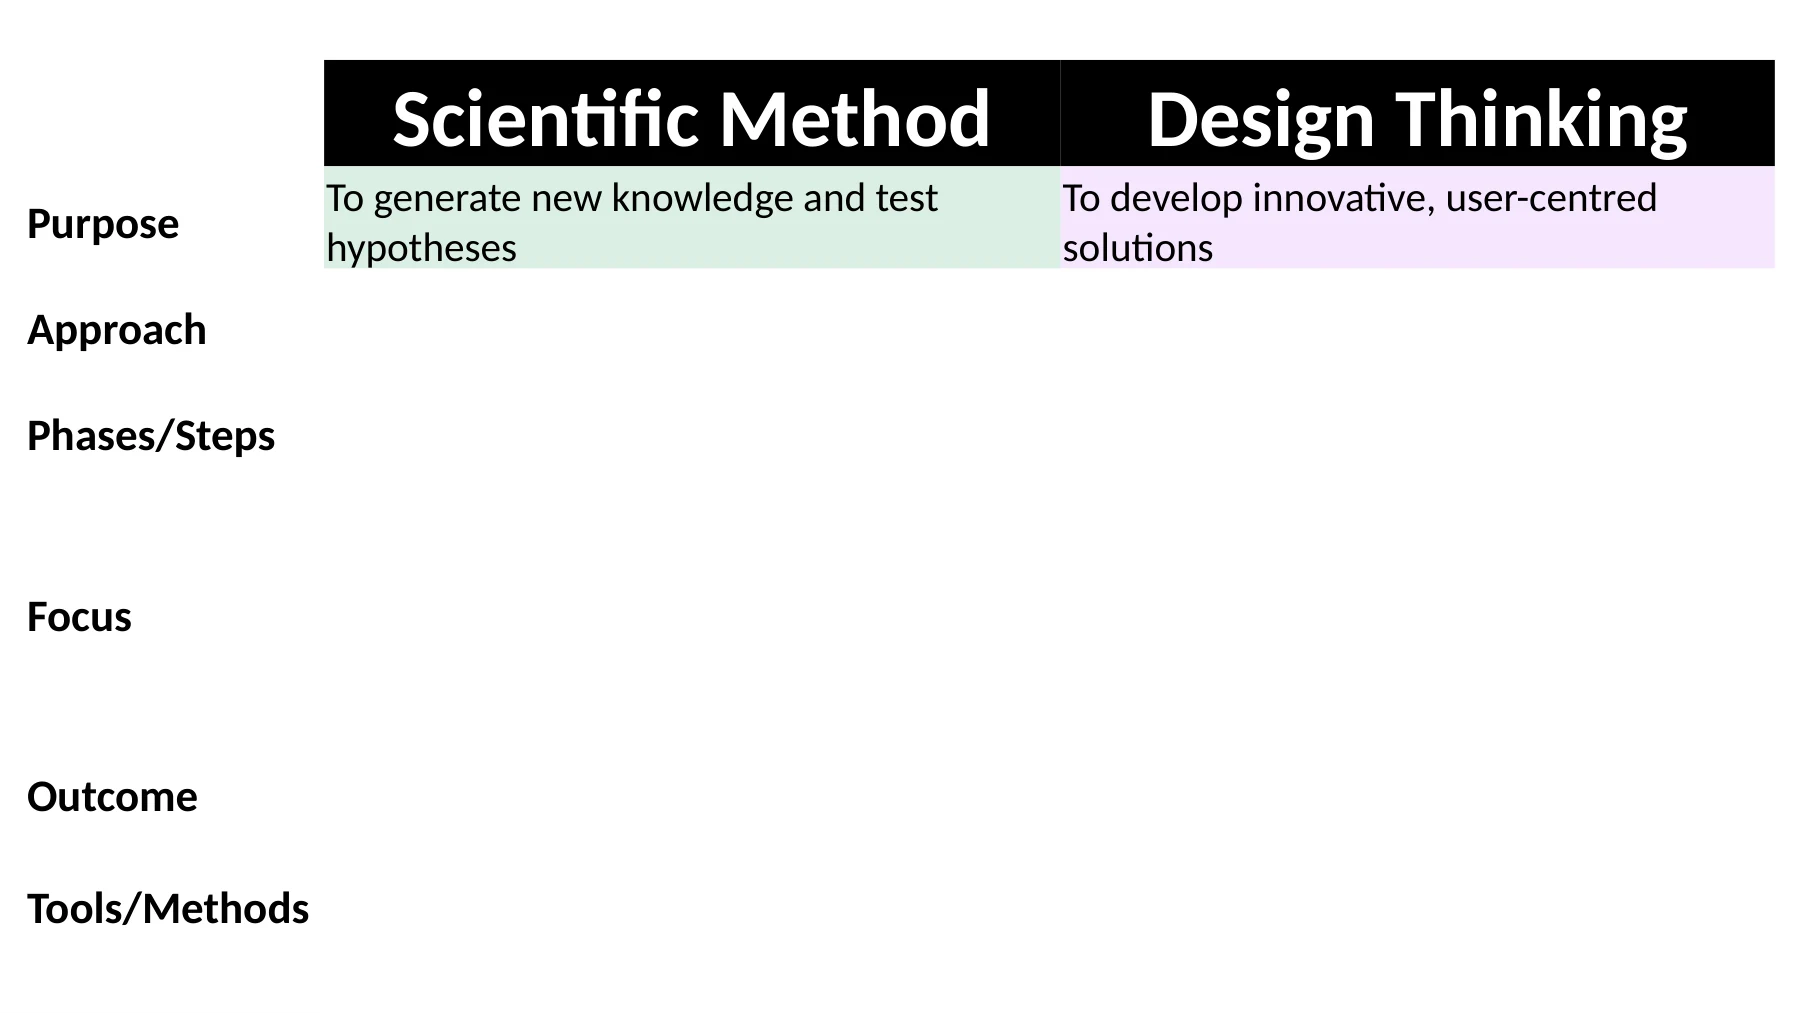 Scientific Method
Design Thinking
Purpose
To generate new knowledge and test
hypotheses
To develop innovative, user-centred
solutions
Approach
Phases/Steps
Focus
Outcome
Tools/Methods